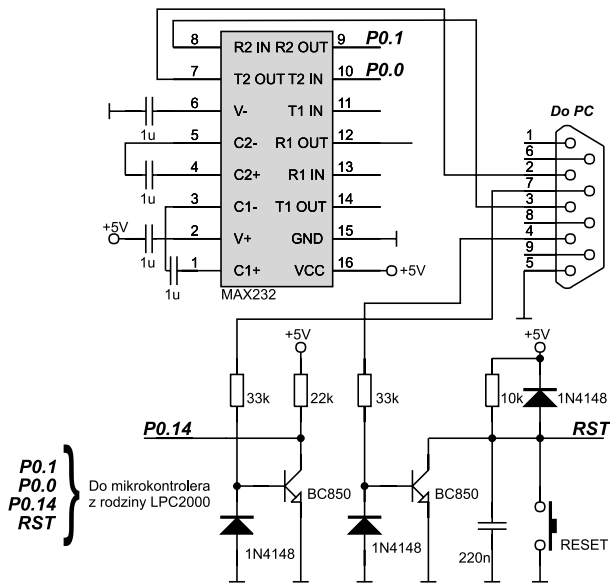 8 R2 IN R2 OUT 9 P0.1
7 T2 OUT T2 IN 10 P0.0
6 V- T1 IN 11
5 C2- R1 OUT 12
4 C2+ R1 IN 13
3 C1- T1 OUT 14
2 V+ GND 15
1 C1+ VCC 16 +5V
1u
1u
+5V
1u
1u
MAX232
Do PC
1
6
2
7
3
8
4
9
5
+5V
+5V
33k
22k
33k
10k
1N4148
P0.14
RST
P0.1
P0.0
P0.14
RST
Do mikrokontrolera
z rodziny LPC2000
BC850
BC850
1N4148
1N4148
220n
RESET